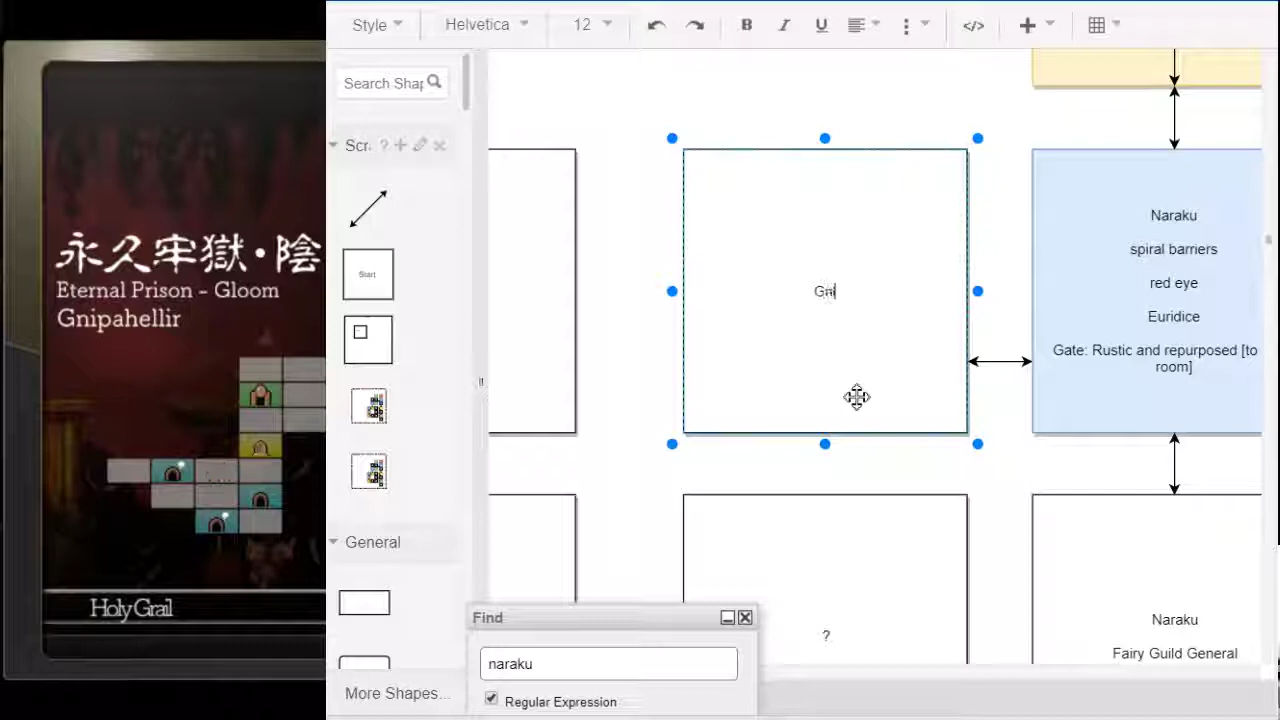 永久牢獄・陰
Eternal Prison - Gloom
Gnipahellir
Holy Grail
Style
Helvetica
12
B I U
</>
Search Shap
Scr.
?
Start
General
More Shapes...
Naraku
spiral barriers
red eye
Euridice
Gate: Rustic and repurposed [to
room]
?
Naraku
Fairy Guild General
Find
naraku
Regular Expression